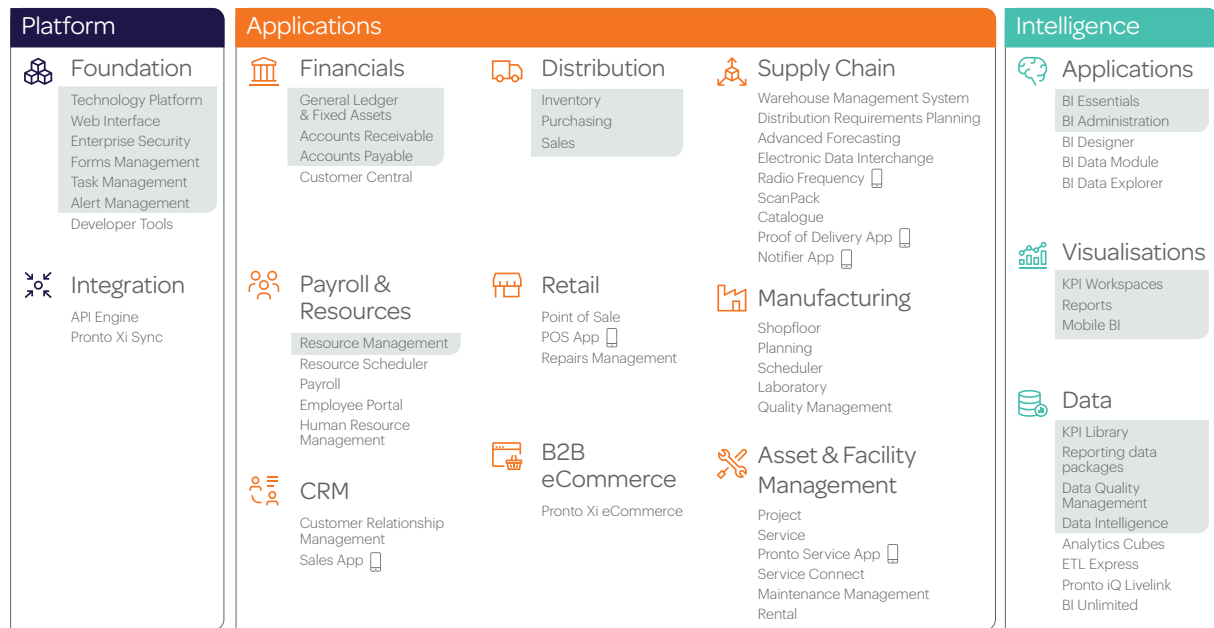 Platform
Foundation
Technology Platform
Web Interface
Enterprise Security
Forms Management
Task Management
Alert Management
Developer Tools
Integration
API Engine
Pronto Xi Sync
Applications
Financials
General Ledger
& Fixed Assets
Accounts Receivable
Accounts Payable
Customer Central
Payroll &
Resources
Resource Management
Resource Scheduler
Payroll
Employee Portal
Human Resource
Management
CRM
Customer Relationship
Management
Sales App
Distribution
Inventory
Purchasing
Sales
Retail
Point of Sale
POS App
Repairs Management
B2B
eCommerce
Pronto Xi eCommerce
Supply Chain
Warehouse Management System
Distribution Requirements Planning
Advanced Forecasting
Electronic Data Interchange
Radio Frequency
ScanPack
Catalogue
Proof of Delivery App
Notifier App
Manufacturing
Shopfloor
Planning
Scheduler
Laboratory
Quality Management
Asset & Facility
Management
Project
Service
Pronto Service App
Service Connect
Maintenance Management
Rental
Intelligence
Applications
BI Essentials
BI Administration
BI Designer
BI Data Module
BI Data Explorer
Visualisations
KPI Workspaces
Reports
Mobile BI
Data
KPI Library
Reporting data
packages
Data Quality
Management
Data Intelligence
Analytics Cubes
ETL Express
Pronto iQ Livelink
BI Unlimited